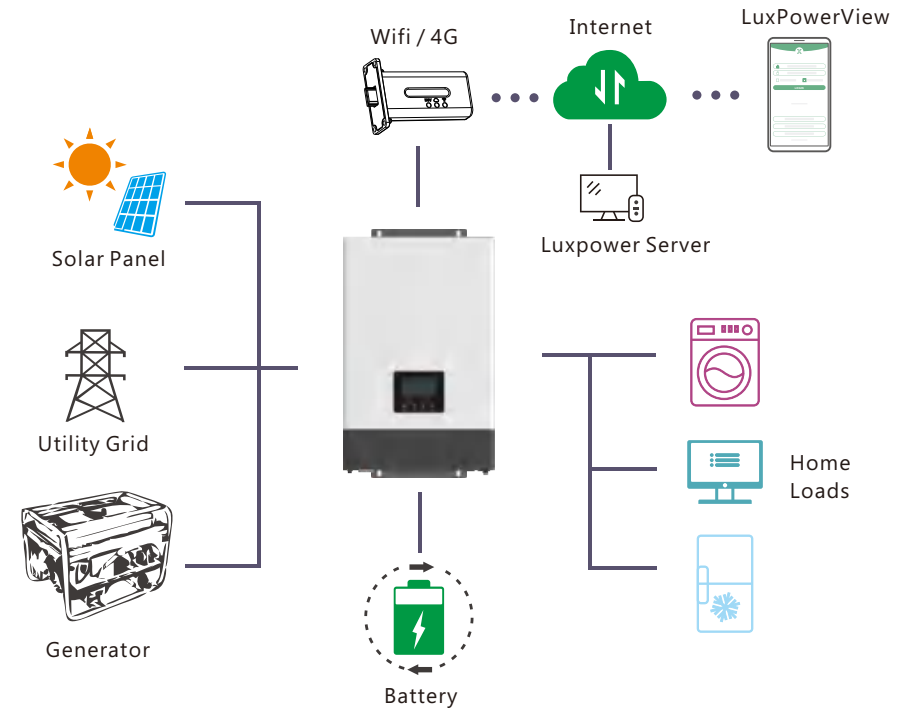 LuxPowerView
Internet
Wifi / 4G
Solar Panel
Luxpower Server
Utility Grid
Home
Loads
Generator
Battery